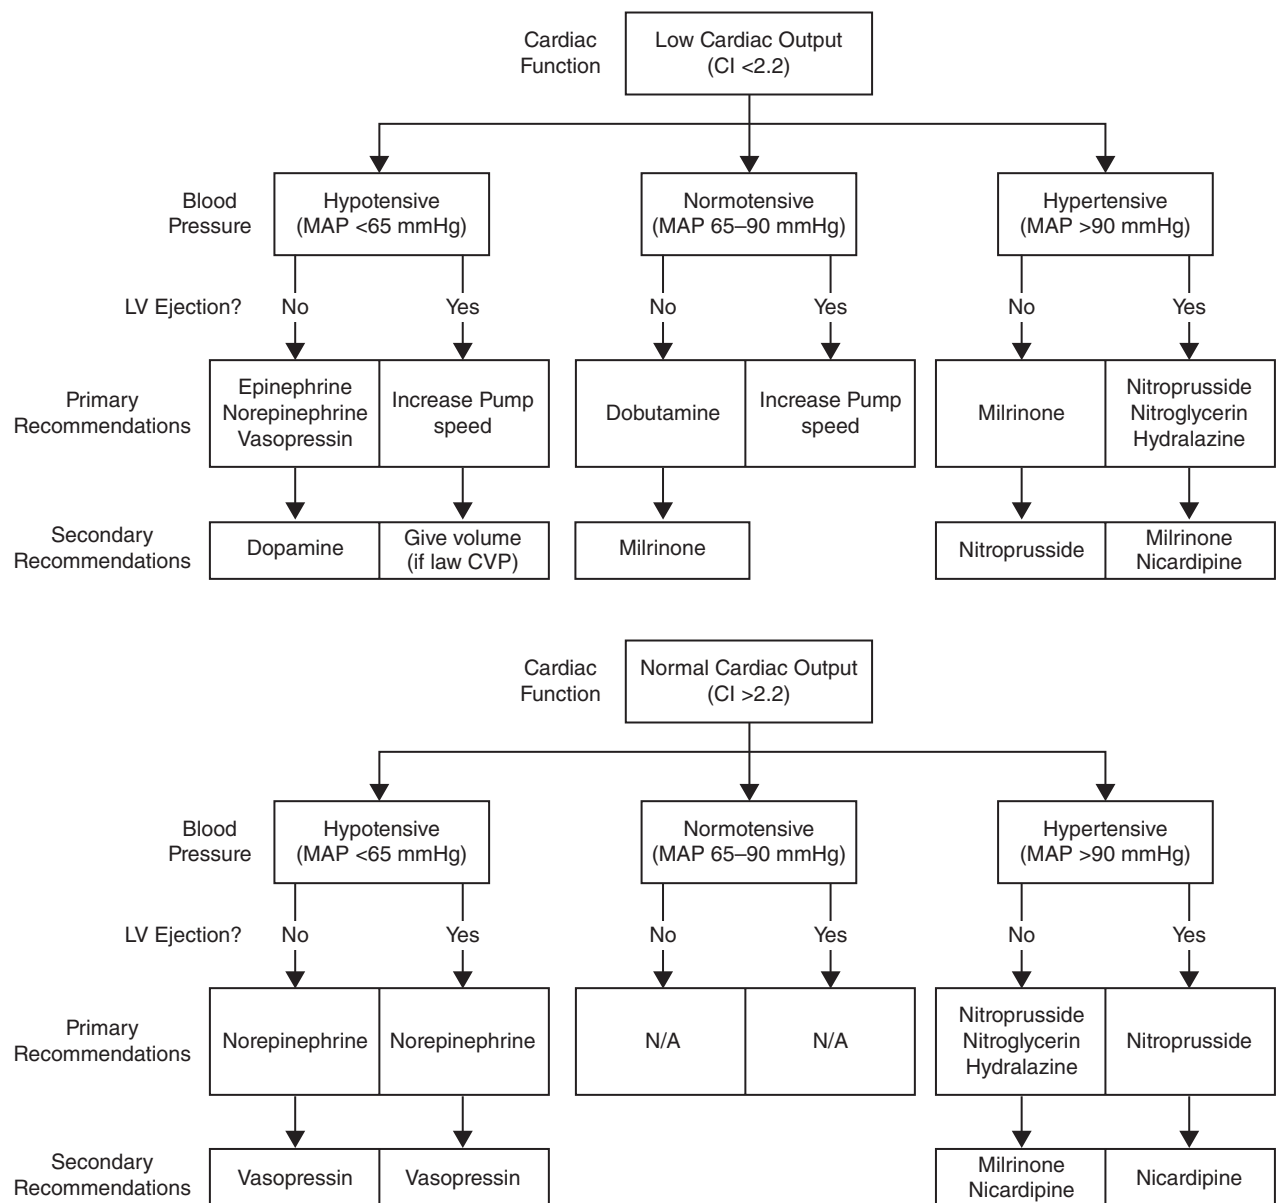 Cardiac
Function
Low Cardiac Output
(CI <2.2)
Blood
Pressure
Hypotensive
(MAP <65 mmHg)
Normotensive
(MAP 65–90 mmHg)
Hypertensive
(MAP >90 mmHg)
LV Ejection?
No
Yes
No
Yes
No
Yes
Primary
Recommendations
Epinephrine
Norepinephrine
Vasopressin
Increase Pump
speed
Dobutamine
Increase Pump
speed
Milrinone
Nitroprusside
Nitroglycerin
Hydralazine
Secondary
Recommendations
Dopamine
Give volume
(if law CVP)
Milrinone
Nitroprusside
Milrinone
Nicardipine
Cardiac
Function
Normal Cardiac Output
(CI >2.2)
Blood
Pressure
Hypotensive
(MAP <65 mmHg)
Normotensive
(MAP 65–90 mmHg)
Hypertensive
(MAP >90 mmHg)
LV Ejection?
No
Yes
No
Yes
No
Yes
Primary
Recommendations
Norepinephrine
Norepinephrine
N/A
N/A
Nitroprusside
Nitroglycerin
Hydralazine
Nitroprusside
Secondary
Recommendations
Vasopressin
Vasopressin
Milrinone
Nicardipine
Nicardipine